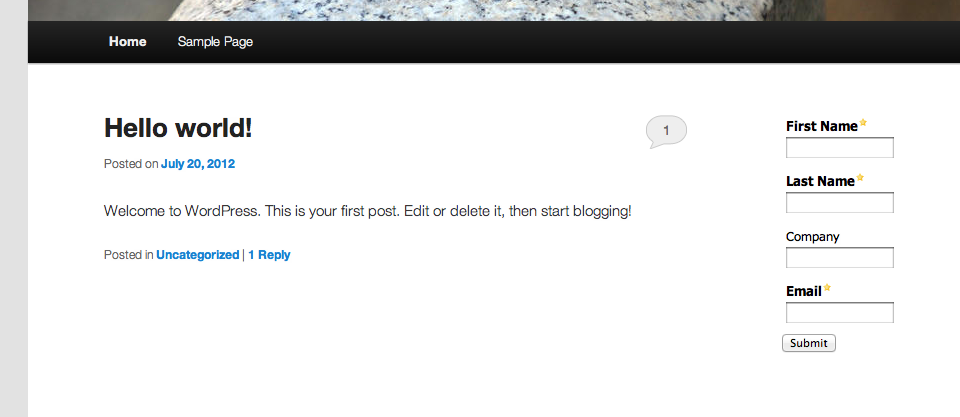 Home Sample Page
Hello world!
1
Posted on July 20, 2012
Welcome to WordPress. This is your first post. Edit or delete it, then start blogging!
Posted in Uncategorized | 1 Reply
First Name
Last Name
Company
Email
Submit